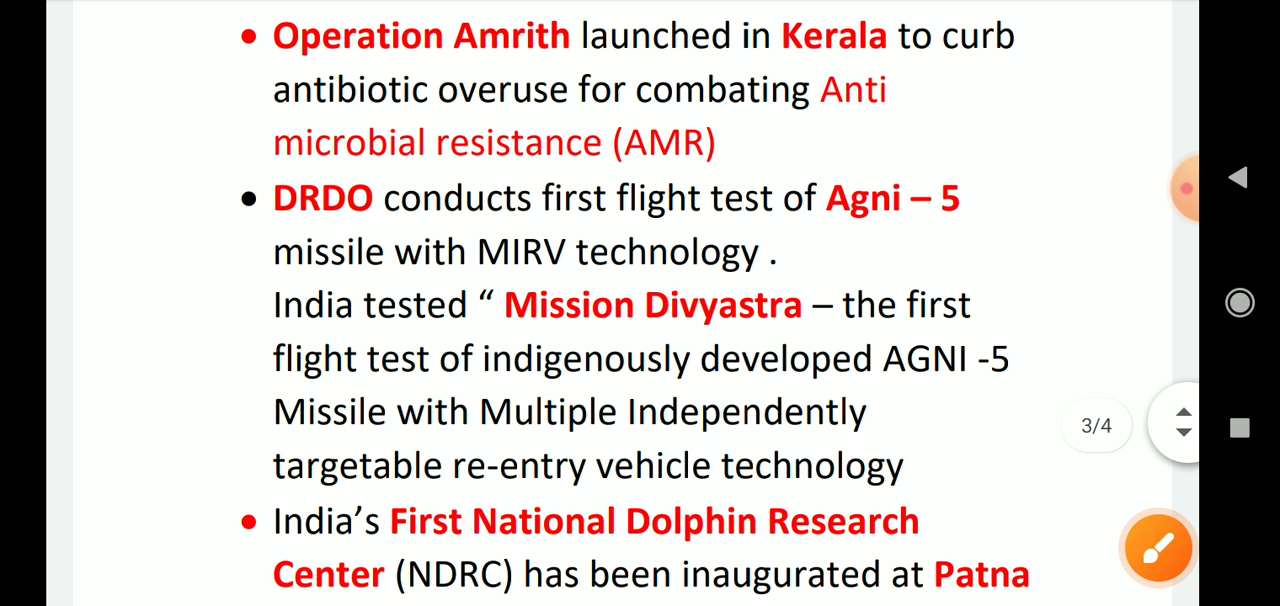 • Operation Amrith launched in Kerala to curb
antibiotic overuse for combating Anti
microbial resistance (AMR)
• DRDO conducts first flight test of Agni – 5
missile with MIRV technology .
India tested “ Mission Divyastra – the first
flight test of indigenously developed AGNI -5
Missile with Multiple Independently
targetable re-entry vehicle technology
3/4
• India’s First National Dolphin Research
Center (NDRC) has been inaugurated at Patna